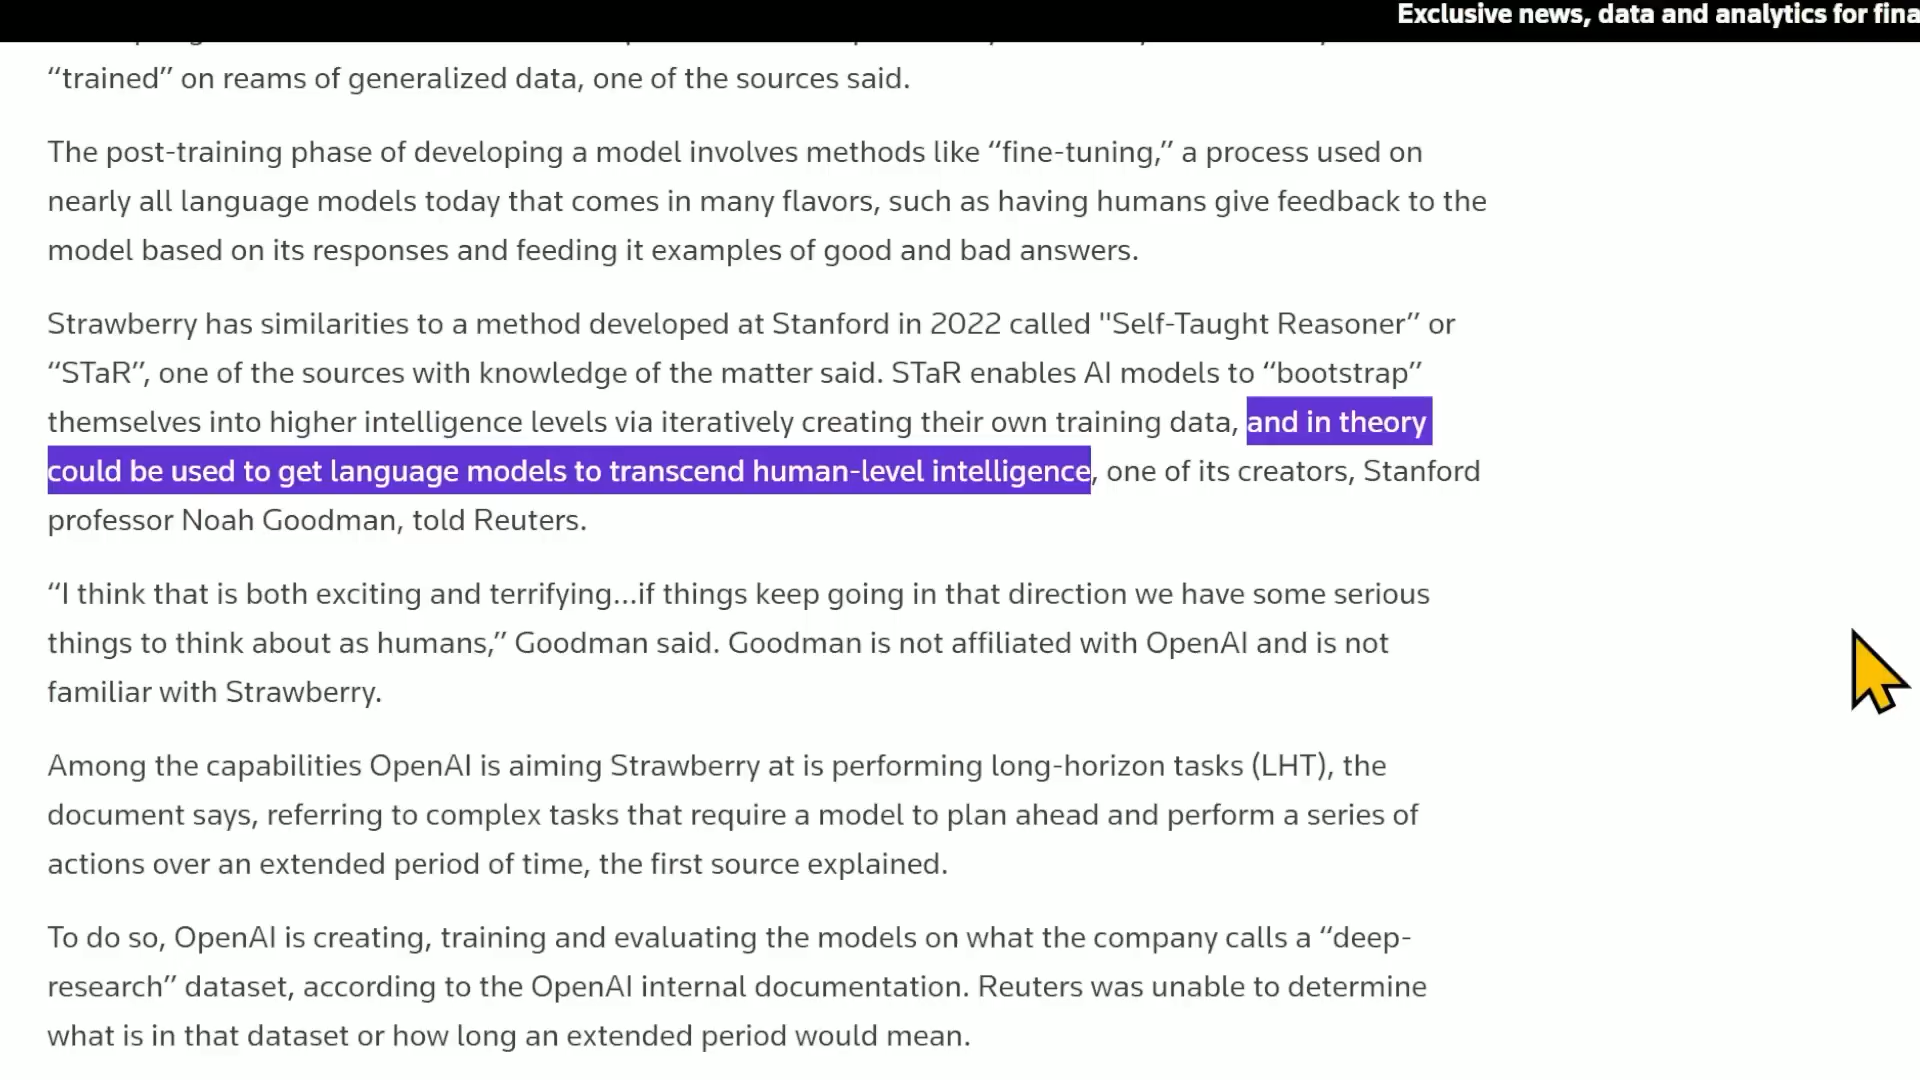 Exclusive news, data and analytics for fina
“trained” on reams of generalized data, one of the sources said.
The post-training phase of developing a model involves methods like “fine-tuning,” a process used on
nearly all language models today that comes in many flavors, such as having humans give feedback to the
model based on its responses and feeding it examples of good and bad answers.
Strawberry has similarities to a method developed at Stanford in 2022 called "Self-Taught Reasoner” or
“STaR”, one of the sources with knowledge of the matter said. STaR enables AI models to “bootstrap”
themselves into higher intelligence levels via iteratively creating their own training data, and in theory
could be used to get language models to transcend human-level intelligence, one of its creators, Stanford
professor Noah Goodman, told Reuters.
“I think that is both exciting and terrifying...if things keep going in that direction we have some serious
things to think about as humans,” Goodman said. Goodman is not affiliated with OpenAI and is not
familiar with Strawberry.
Among the capabilities OpenAI is aiming Strawberry at is performing long-horizon tasks (LHT), the
document says, referring to complex tasks that require a model to plan ahead and perform a series of
actions over an extended period of time, the first source explained.
To do so, OpenAI is creating, training and evaluating the models on what the company calls a “deep-
research” dataset, according to the OpenAI internal documentation. Reuters was unable to determine
what is in that dataset or how long an extended period would mean.